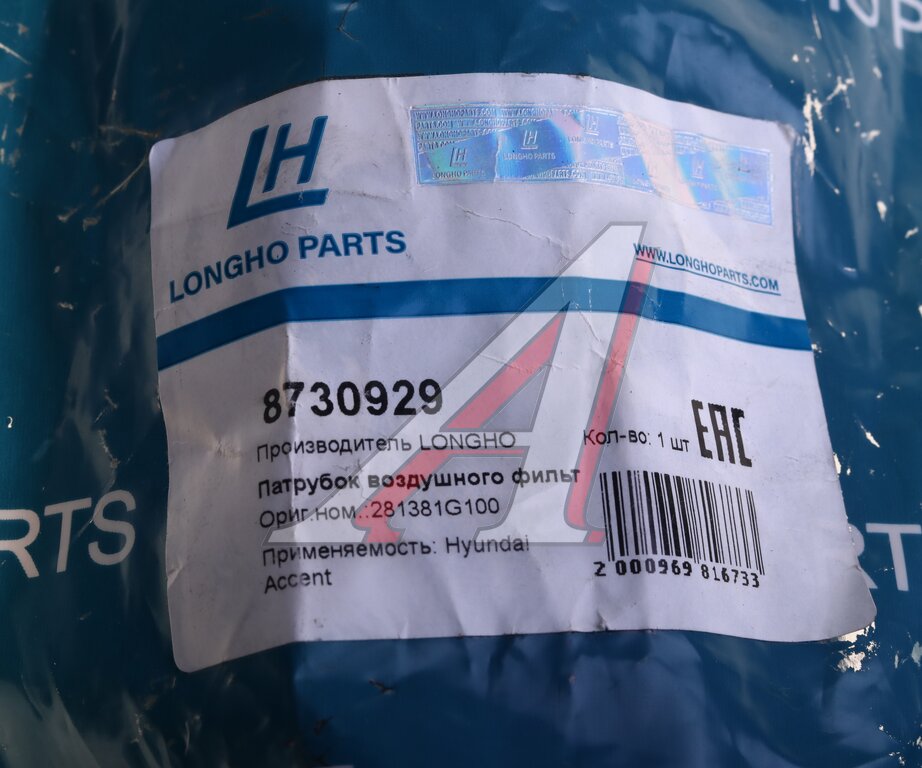 LH
LONGHO PARTS
WWW.LONGHOPARTS.COM
8730929
Производитель LONGHO
Кол-во: 1 шт
EAC
Патрубок воздушного фильт
Ориг.ном.:281381G100
Применяемость: Hyundai
Accent
2 000969 816733
RTS
RT